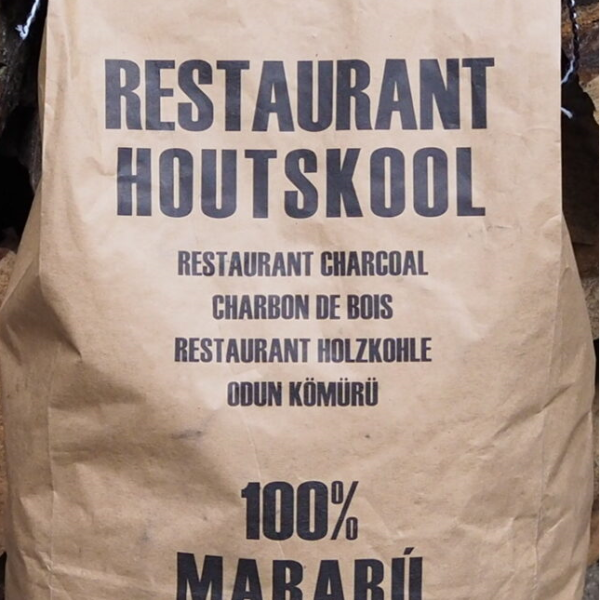 RESTAURANT
HOUTSKOOL
RESTAURANT CHARCOAL
CHARBON DE BOIS
RESTAURANT HOLZKOHLE
ODUN KÖMÜRÜ
100%
MARABÚ